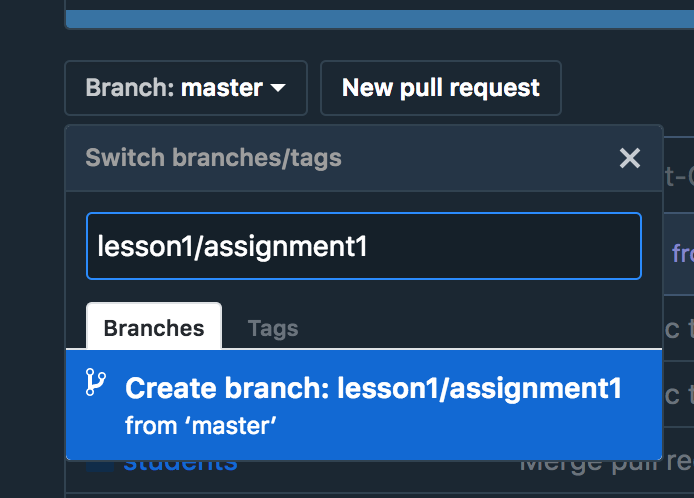 Branch: master
New pull request
Switch branches/tags
lesson1/assignment1
Branches
Tags
Create branch: lesson1/assignment1
from ‘master’
students
Merge pull re